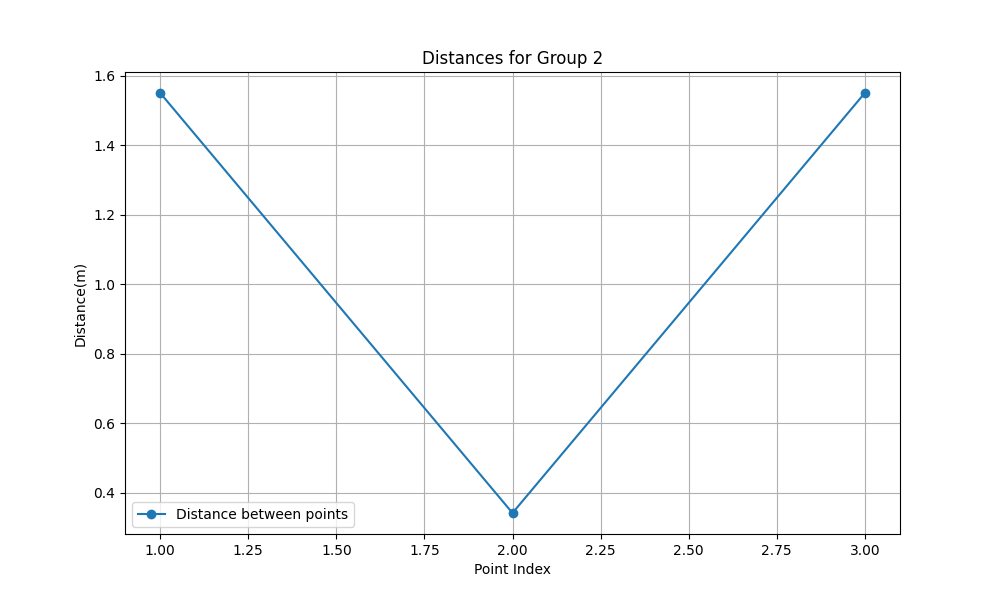 Distances for Group 2
1.6
1.4
1.2
1.0
0.8
0.6
0.4
Distance(m)
Distance between points
1.00 1.25 1.50 1.75 2.00 2.25 2.50 2.75 3.00
Point Index